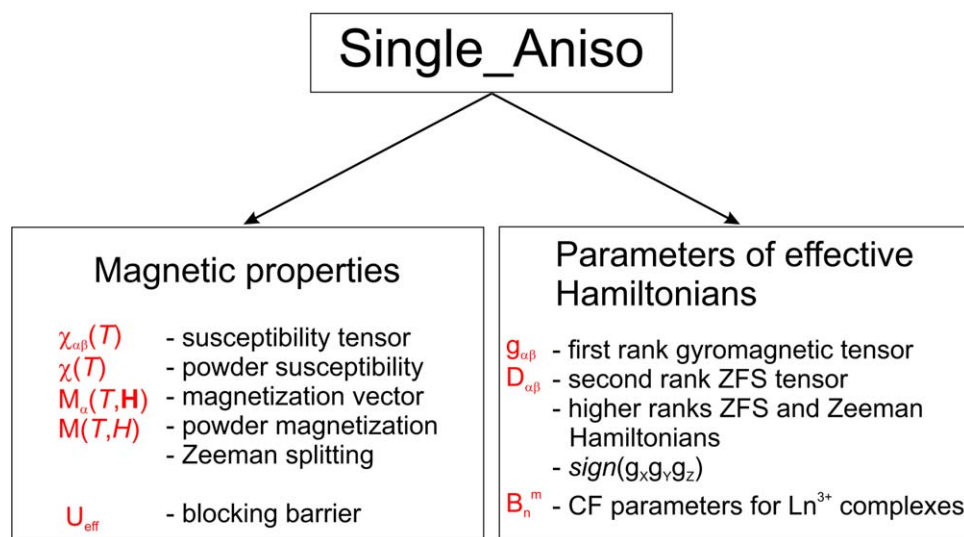 Single_Aniso
Magnetic properties
χαβ(T) - susceptibility tensor
χ(T) - powder susceptibility
Mα(T,H) - magnetization vector
M(T,H) - powder magnetization
- Zeeman splitting
Ueff - blocking barrier
Parameters of effective
Hamiltonians
gαβ - first rank gyromagnetic tensor
Dαβ - second rank ZFS tensor
- higher ranks ZFS and Zeeman
Hamiltonians
- sign(gXgYgZ)
Bnm - CF parameters for Ln3+ complexes